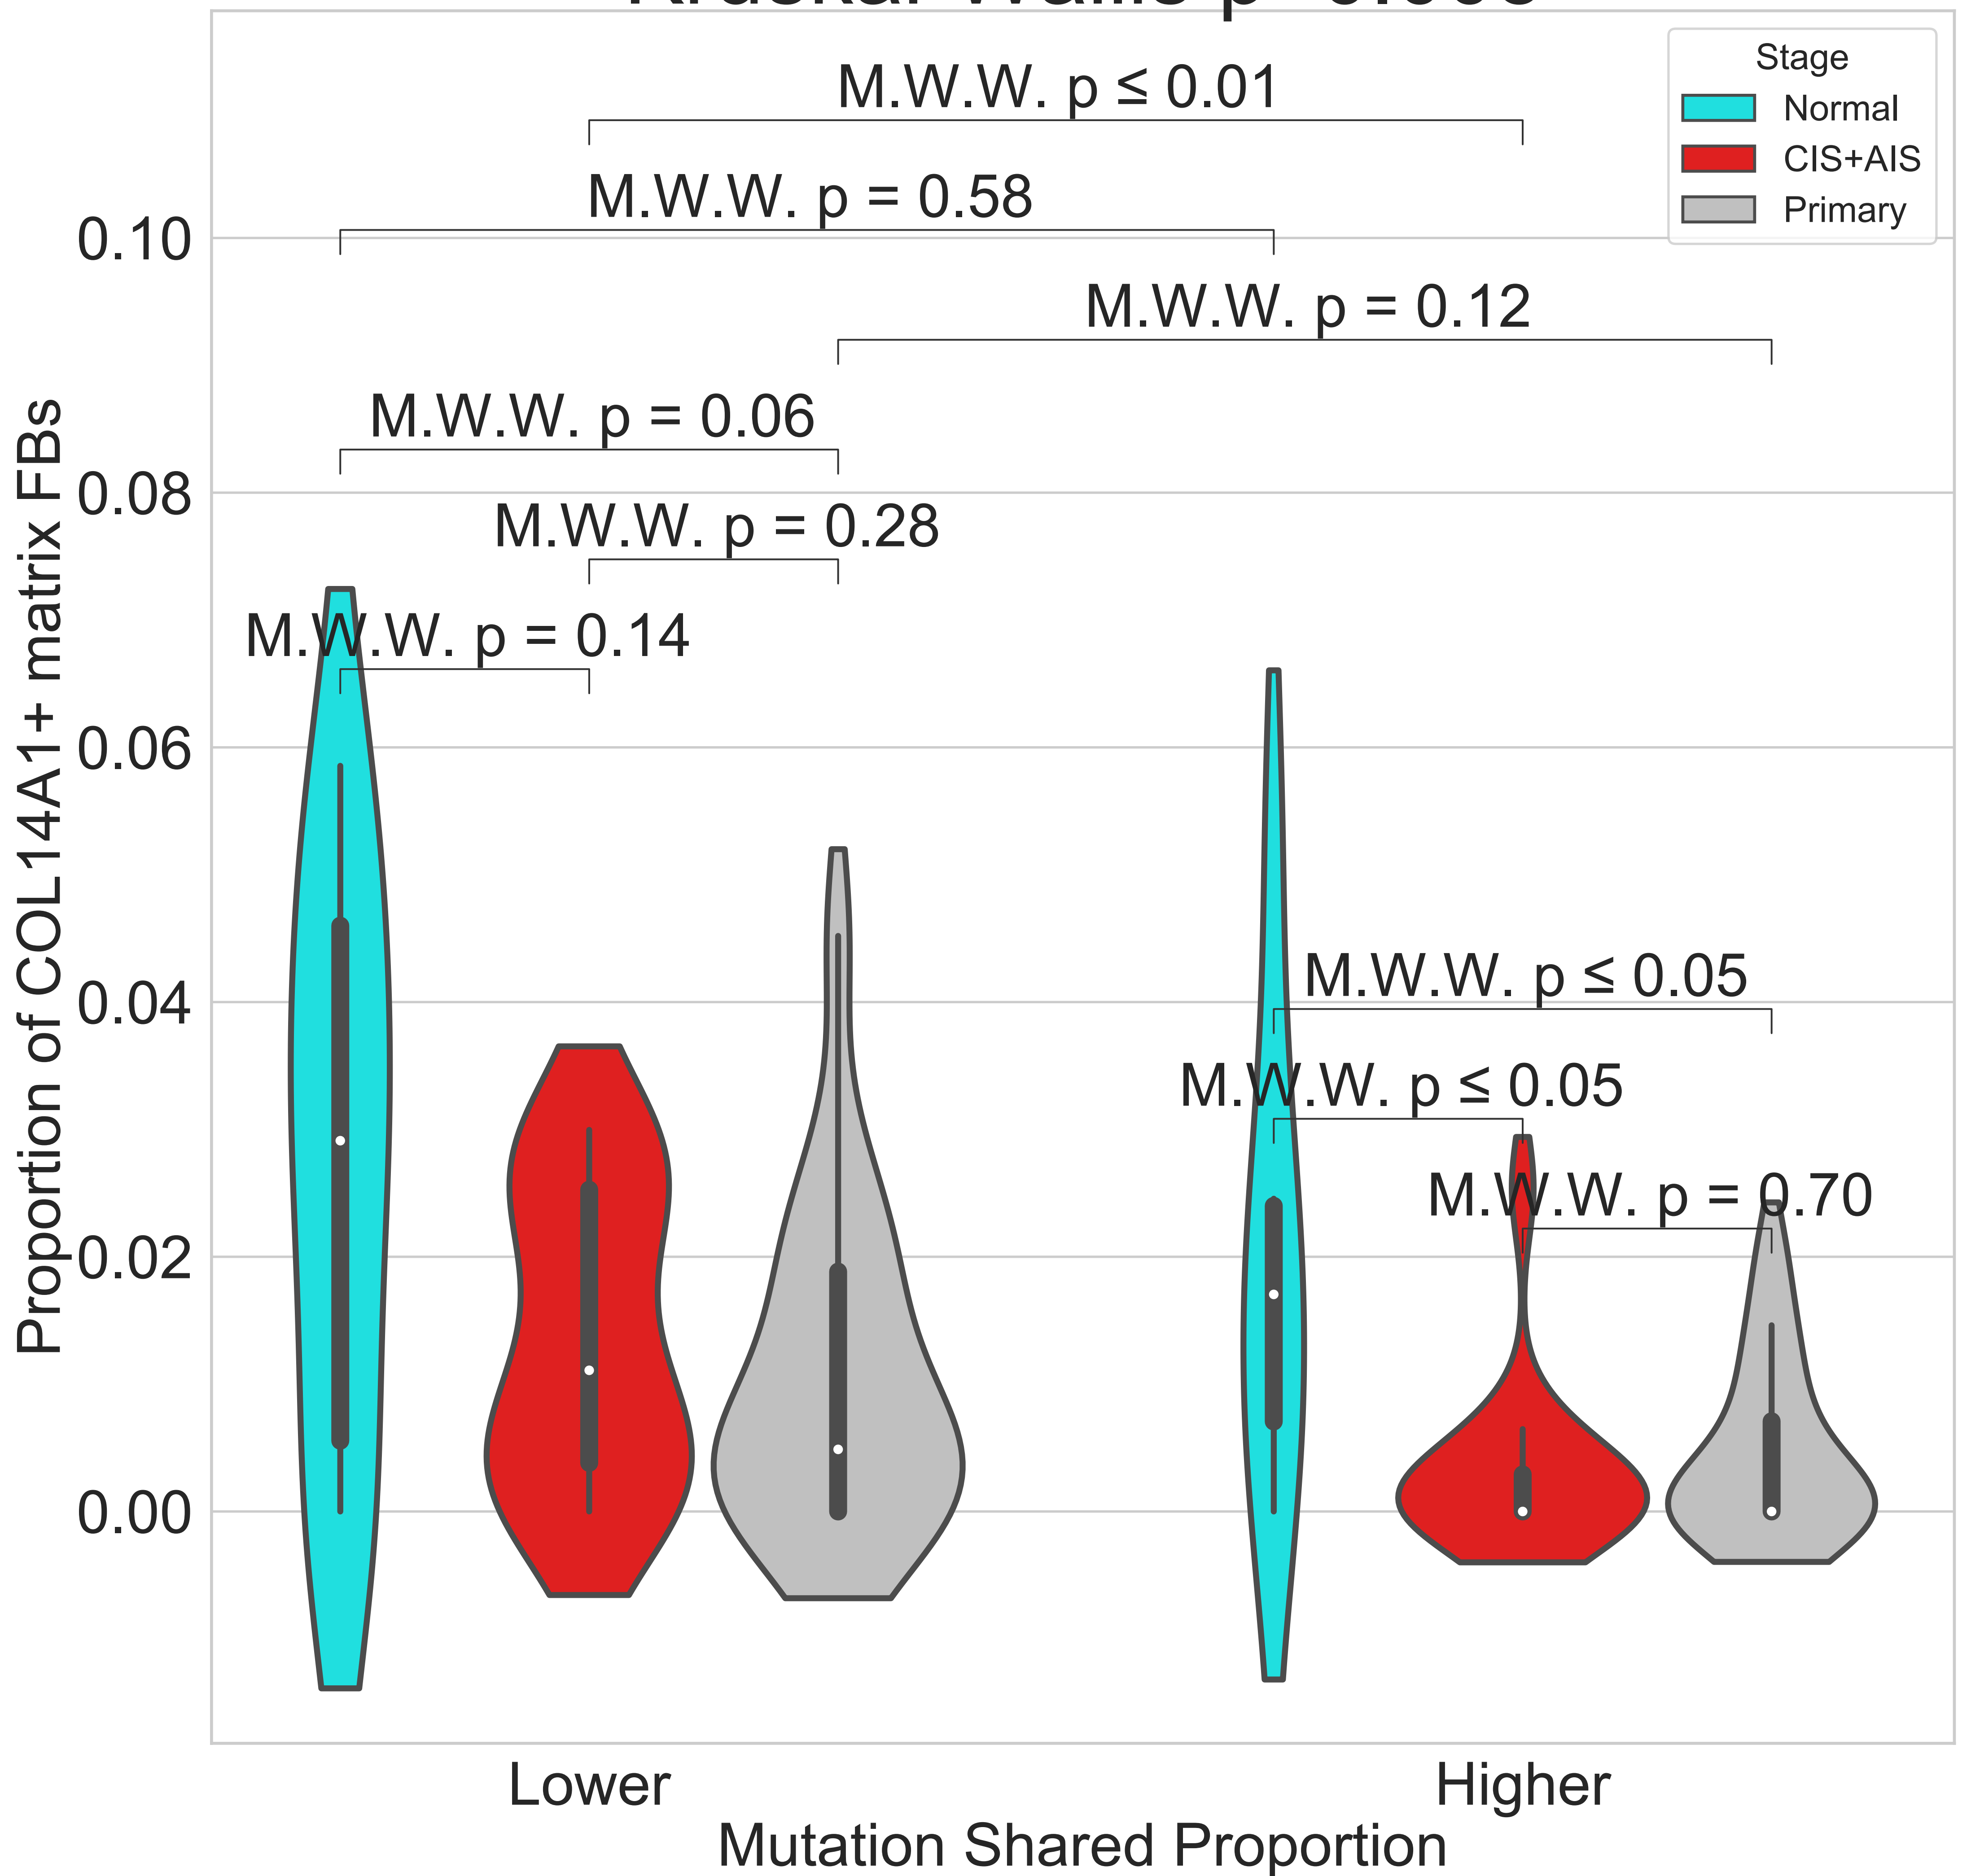 M.W.W. p ≤ 0.01
M.W.W. p = 0.58
M.W.W. p = 0.12
M.W.W. p = 0.06
M.W.W. p = 0.28
M.W.W. p = 0.14
M.W.W. p ≤ 0.05
M.W.W. p ≤ 0.05
M.W.W. p = 0.70
Stage
Normal
CIS+AIS
Primary
Proportion of COL14A1+ matrix FBs
0.10
0.08
0.06
0.04
0.02
0.00
Lower
Higher
Mutation Shared Proportion